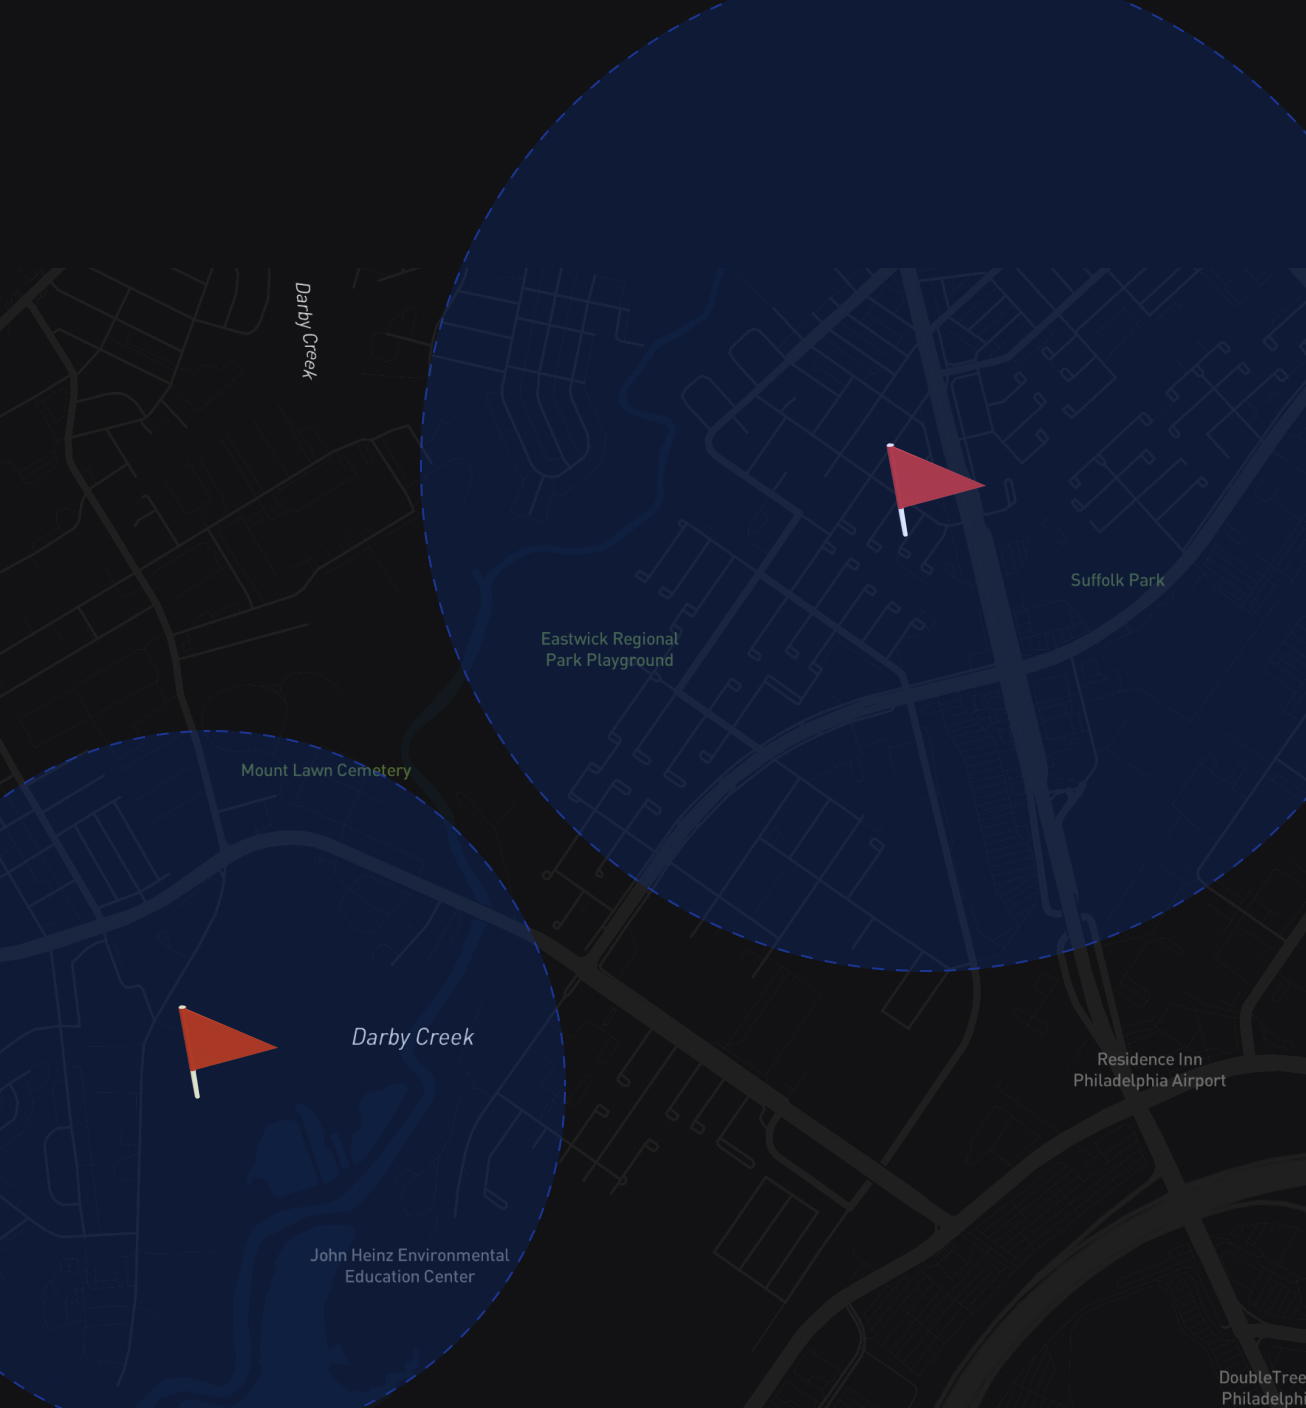 Darby Creek
Suffolk Park
Eastwick Regional
Park Playground
Mount Lawn Cemetery
Darby Creek
Residence Inn
Philadelphia Airport
John Heinz Environmental
Education Center
DoubleTree
Philadelphi